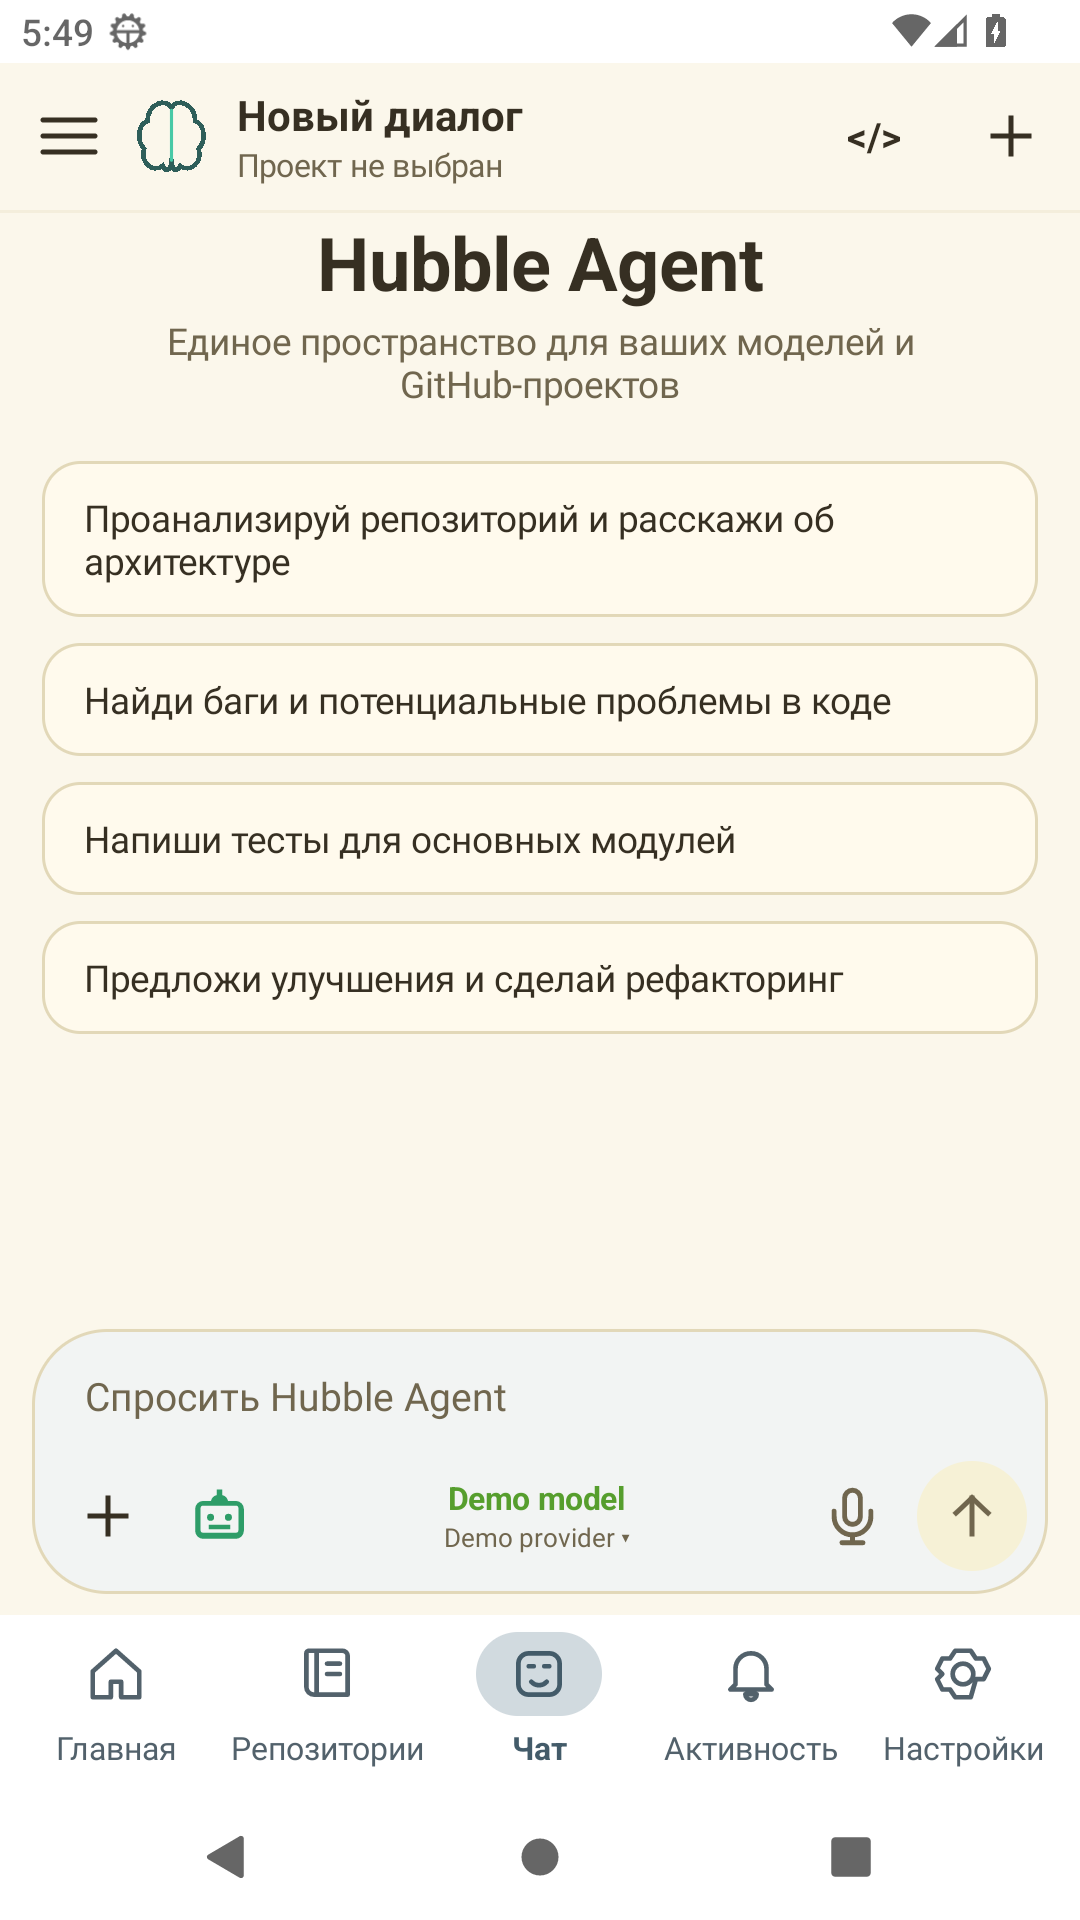 5:49
Новый диалог
Проект не выбран
</>
Hubble Agent
Единое пространство для ваших моделей и
GitHub-проектов
Проанализируй репозиторий и расскажи об
архитектуре
Найди баги и потенциальные проблемы в коде
Напиши тесты для основных модулей
Предложи улучшения и сделай рефакторинг
Спросить Hubble Agent
Demo model
Demo provider ▾
Главная
Репозитории
Чат
Активность
Настройки